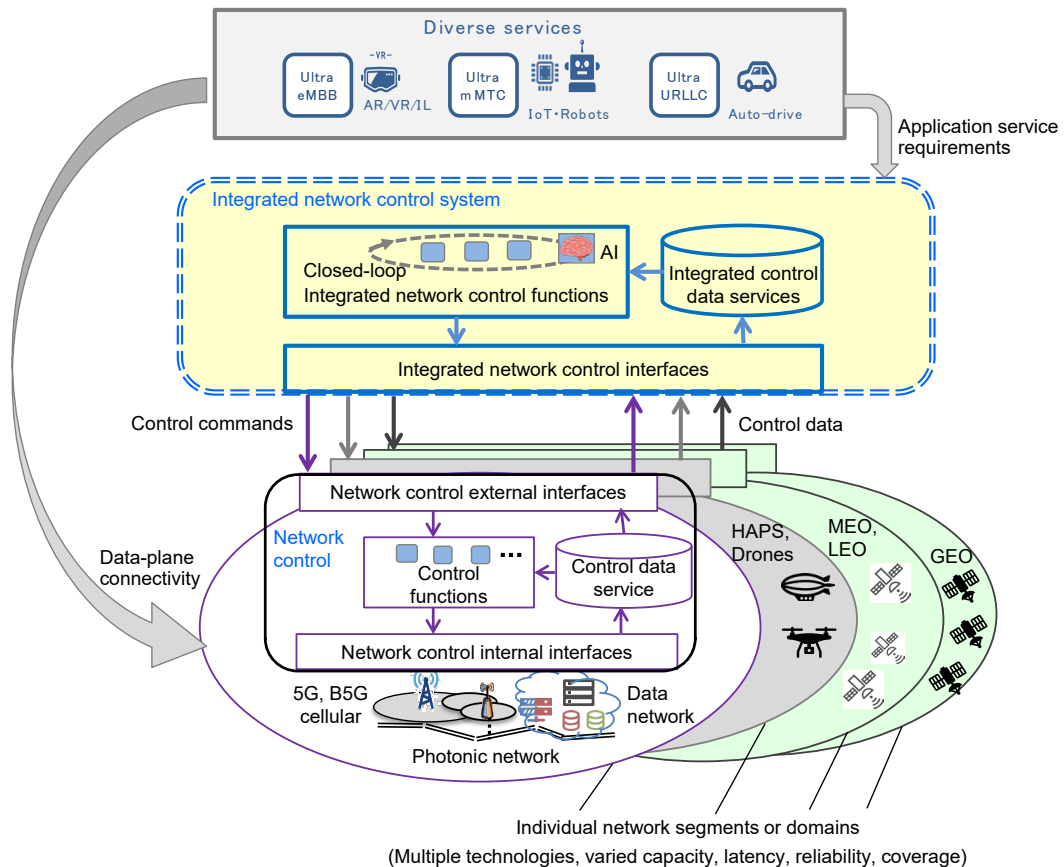 Diverse services
Ultra
eMBB
-VR-
AR/VR/IL
Ultra
mMTC
IoT・Robots
Ultra
URLLC
Auto-drive
Application service
requirements
Integrated network control system
AI
Closed-loop
Integrated network control functions
Integrated control
data services
Integrated network control interfaces
Control commands
Control data
Network control external interfaces
Network
control
...
Control
functions
Control data
service
Network control internal interfaces
Data-plane
connectivity
HAPS,
Drones
MEO,
LEO
GEO
5G, B5G
cellular
Data
network
Photonic network
Individual network segments or domains
(Multiple technologies, varied capacity, latency, reliability, coverage)